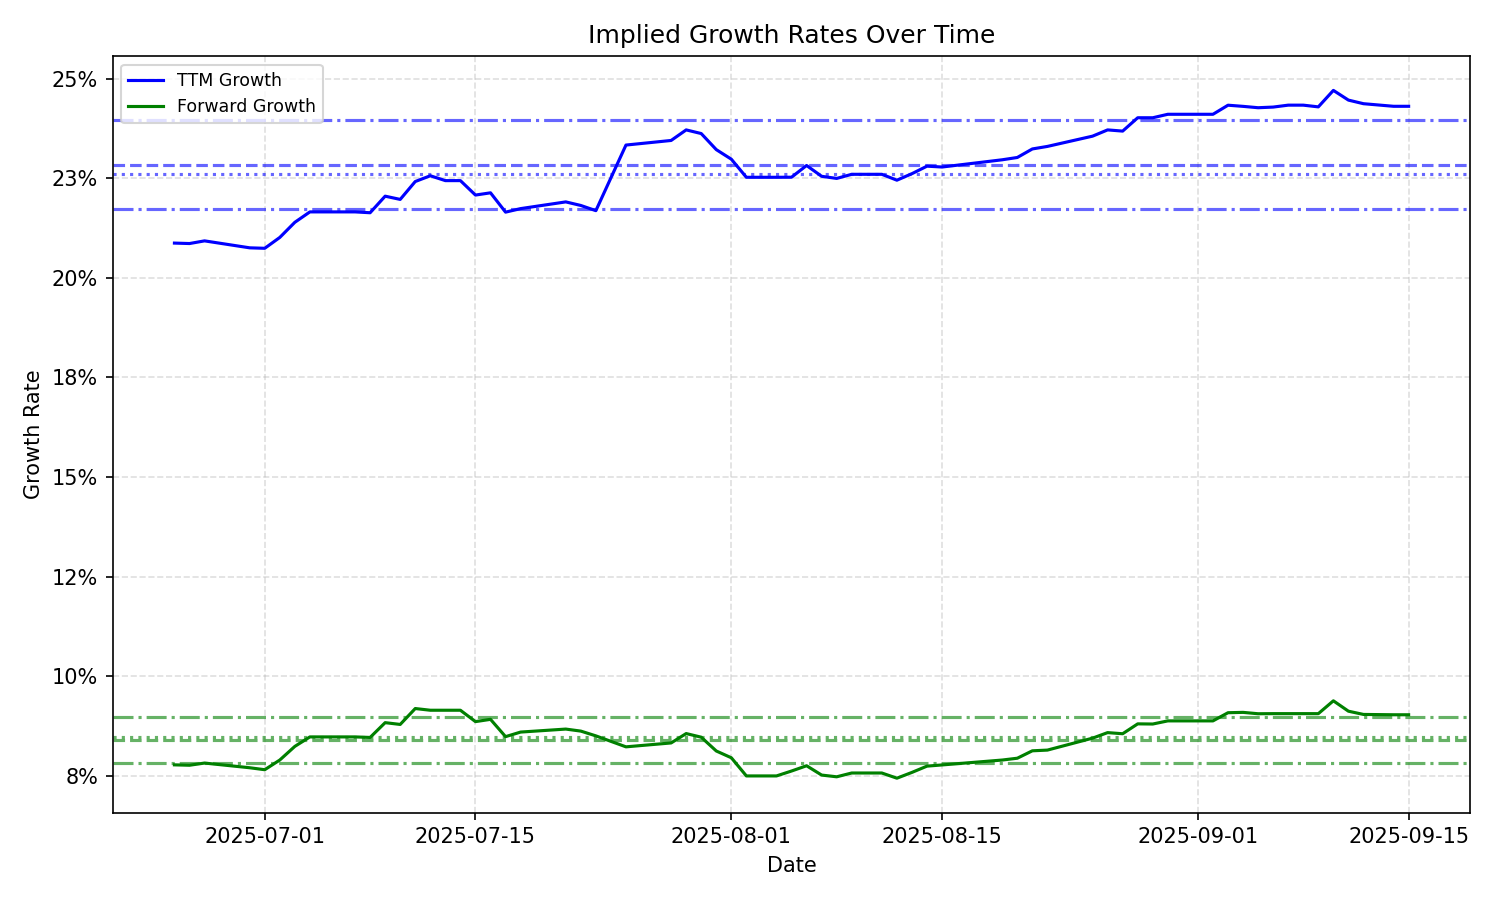 Implied Growth Rates Over Time
TTM Growth
Forward Growth
25%
23%
20%
18%
15%
12%
10%
8%
Growth Rate
2025-07-01
2025-07-15
2025-08-01
2025-08-15
2025-09-01
2025-09-15
Date